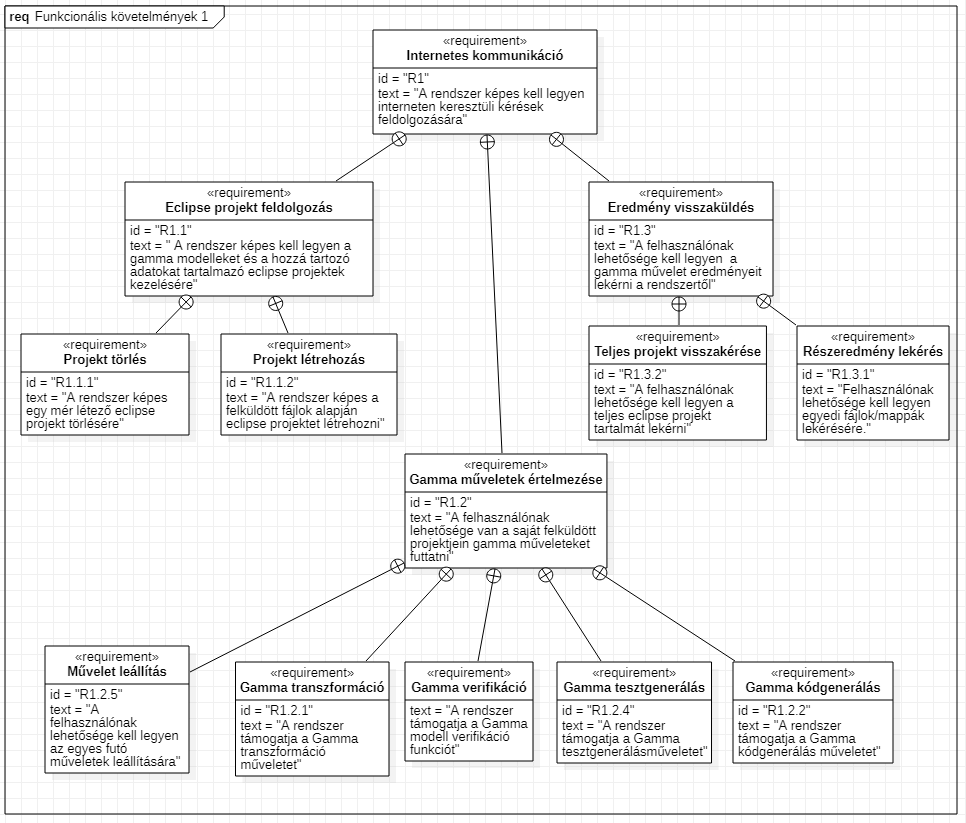 req Funkcionális követelmények 1
«requirement»
Internetes kommunikáció
id = "R1"
text = "A rendszer képes kell legyen
interneten keresztüli kérések
feldolgozására"
«requirement»
Eclipse projekt feldolgozás
id = "R1.1"
text = " A rendszer képes kell legyen a
gamma modelleket és a hozzá tartozó
adatokat tartalmazó eclipse projektek
kezelésére"
«requirement»
Eredmény visszaküldés
id = "R1.3"
text = "A felhasználónak
lehetősége kell legyen  a
gamma művelet eredményeit
lekérni a rendszertől"
«requirement»
Projekt törlés
id = "R1.1.1"
text = "A rendszer képes
egy mér létező eclipse
projekt törlésére"
«requirement»
Projekt létrehozás
id = "R1.1.2"
text = "A rendszer képes a
felküldött fájlok alapján
eclipse projektet létrehozni"
«requirement»
Teljes projekt visszakérése
id = "R1.3.2"
text = "A felhasználónak
lehetősége kell legyen a
teljes eclipse projekt
tartalmát lekérni"
«requirement»
Részeredmény lekérés
id = "R1.3.1"
text = "Felhasználónak
lehetősége kell legyen
egyedi fájlok/mappák
lekérésére."
«requirement»
Gamma műveletek értelmezése
id = "R1.2"
text = "A felhasználónak
lehetősége van a saját felküldött
projektjein gamma műveleteket
futtatni"
«requirement»
Művelet leállítás
id = "R1.2.5"
text = "A
felhasználónak
lehetősége kell legyen
az egyes futó
műveletek leállítására"
«requirement»
Gamma transzformáció
id = "R1.2.1"
text = "A rendszer
támogatja a Gamma
transzformáció
műveletet"
«requirement»
Gamma verifikáció
text = "A rendszer
támogatja a Gamma
modell verifikáció
funkciót"
«requirement»
Gamma tesztgenerálás
id = "R1.2.4"
text = "A rendszer
támogatja a Gamma
tesztgenerálásműveletet"
«requirement»
Gamma kódgenerálás
id = "R1.2.2"
text = "A rendszer
támogatja a Gamma
kódgenerálás műveletet"